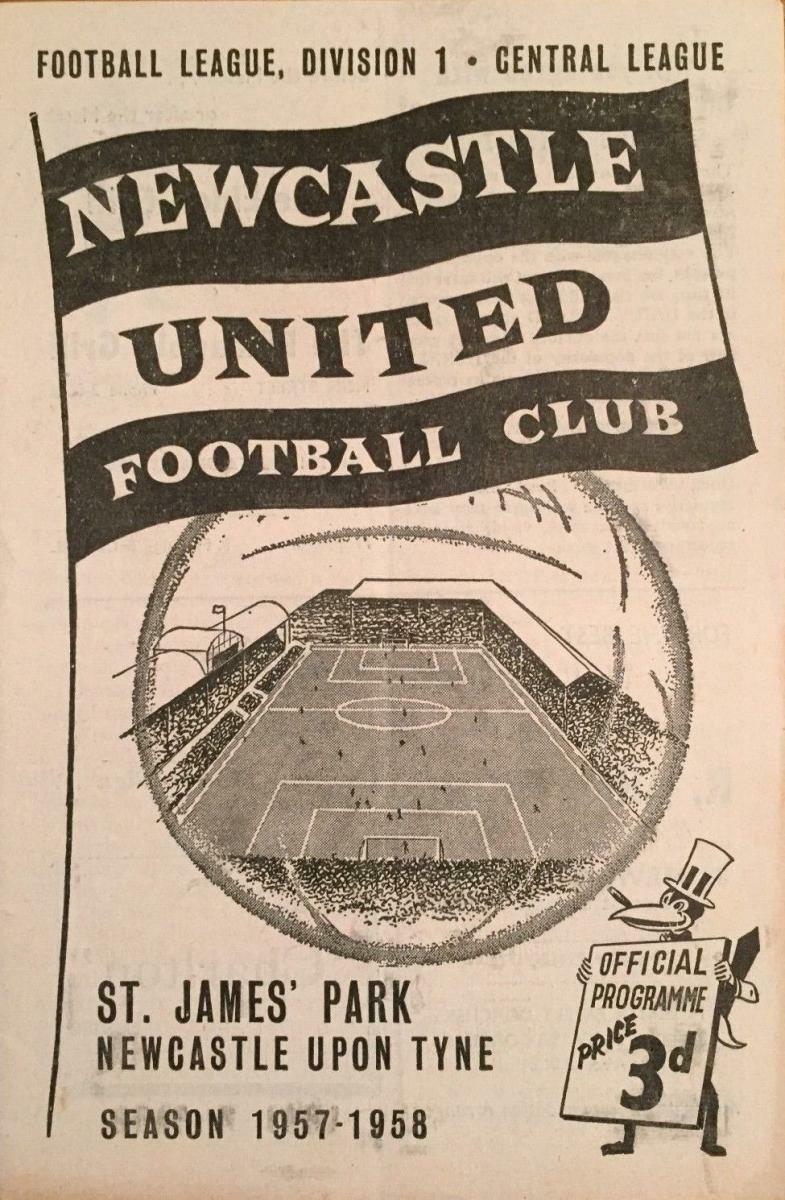 FOOTBALL LEAGUE, DIVISION 1 • CENTRAL LEAGUE
NEWCASTLE
UNITED
FOOTBALL CLUB
ST. JAMES' PARK
NEWCASTLE UPON TYNE
SEASON 1957-1958
OFFICIAL
PROGRAMME
PRICE
3d